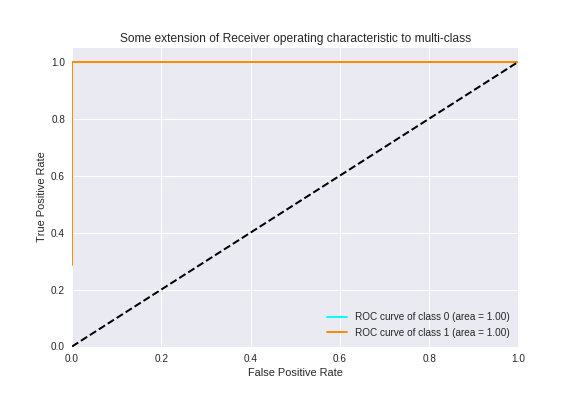 Some extension of Receiver operating characteristic to multi-class
1.0
0.8
0.6
0.4
0.2
0.0
True Positive Rate
ROC curve of class 0 (area = 1.00)
ROC curve of class 1 (area = 1.00)
0.0 0.2 0.4 0.6 0.8 1.0
False Positive Rate